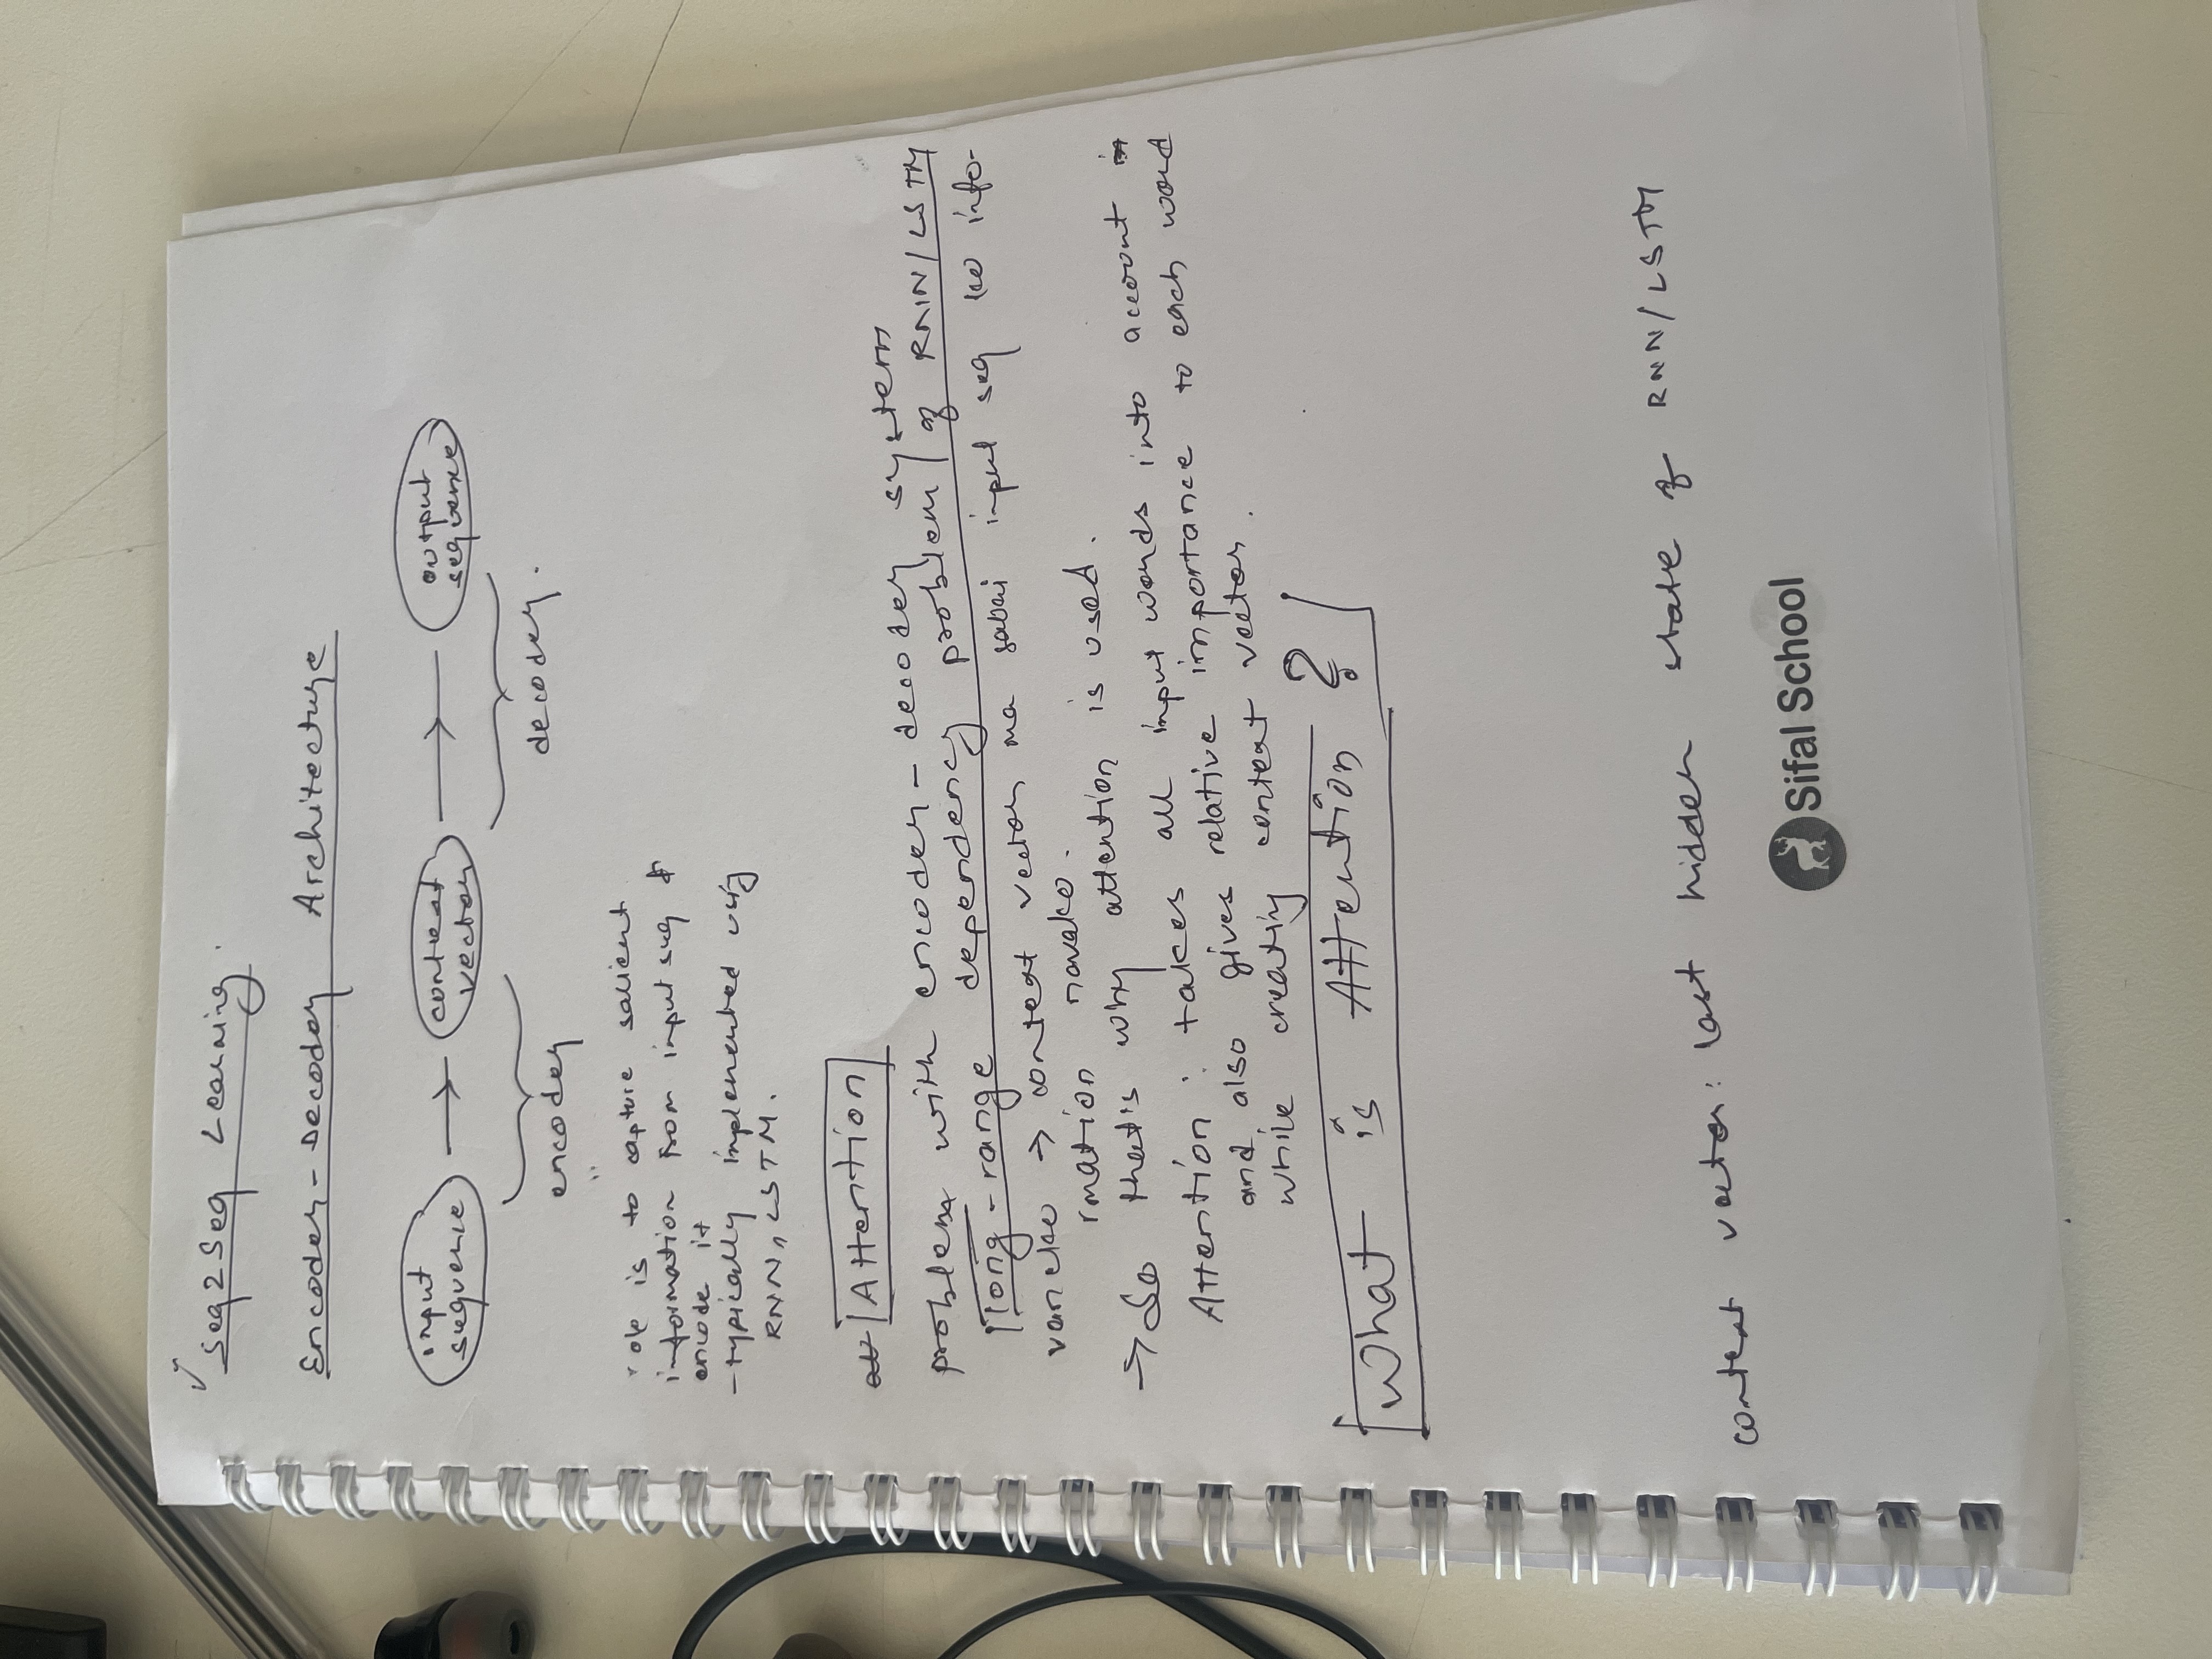 Seq2Seq Learning.
Encoder-Decoder Architecture
input
sequence
context
vector
output
sequence
encoder
decoder.
role is to capture salient
information from input seq &
encode it
- typically implemented using
RNN, LSTM.
Attention
problem with encoder-decoder system
long-range dependency problem of RNN/LSTM
→ context vector ma sabai input seq ko info-
rmation navako.
→ So that's why attention is used.
Attention: takes all input words into account
and also gives relative importance to each word
while creating context vector.
What is Attention?
context vector: last hidden state of RNN/LSTM
Sifal School